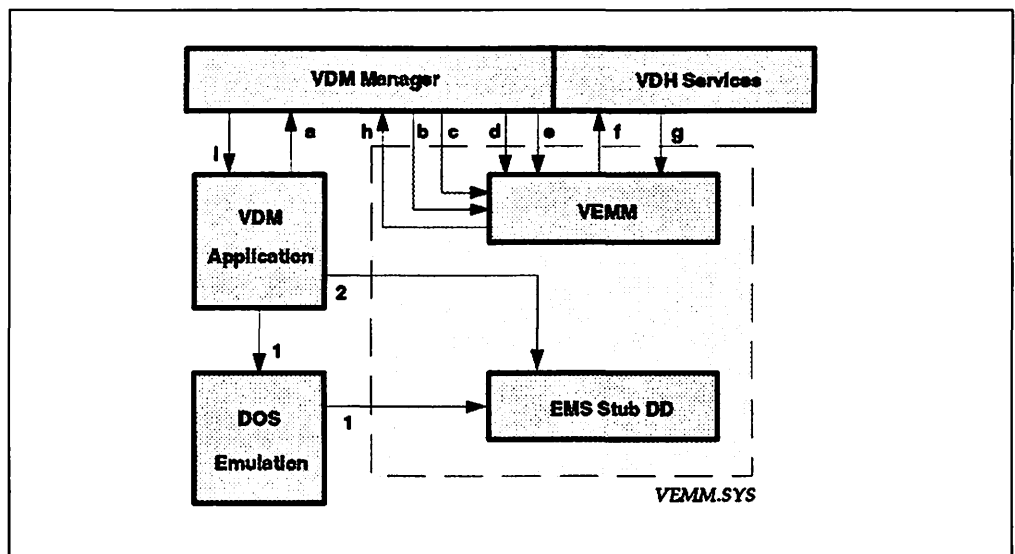 VDM Manager
VDH Services
i
a
h
b
c
d
e
f
g
VDM
Application
VEMM
2
1
DOS
Emulation
1
EMS Stub DD
VEMM.SYS